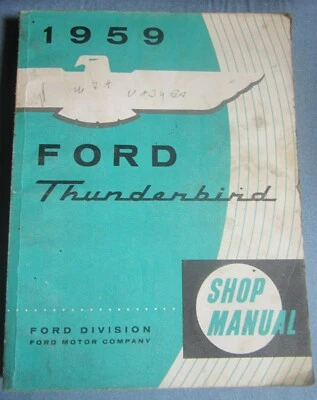 1959
FORD
Thunderbird
SHOP
MANUAL
FORD DIVISION
FORD MOTOR COMPANY